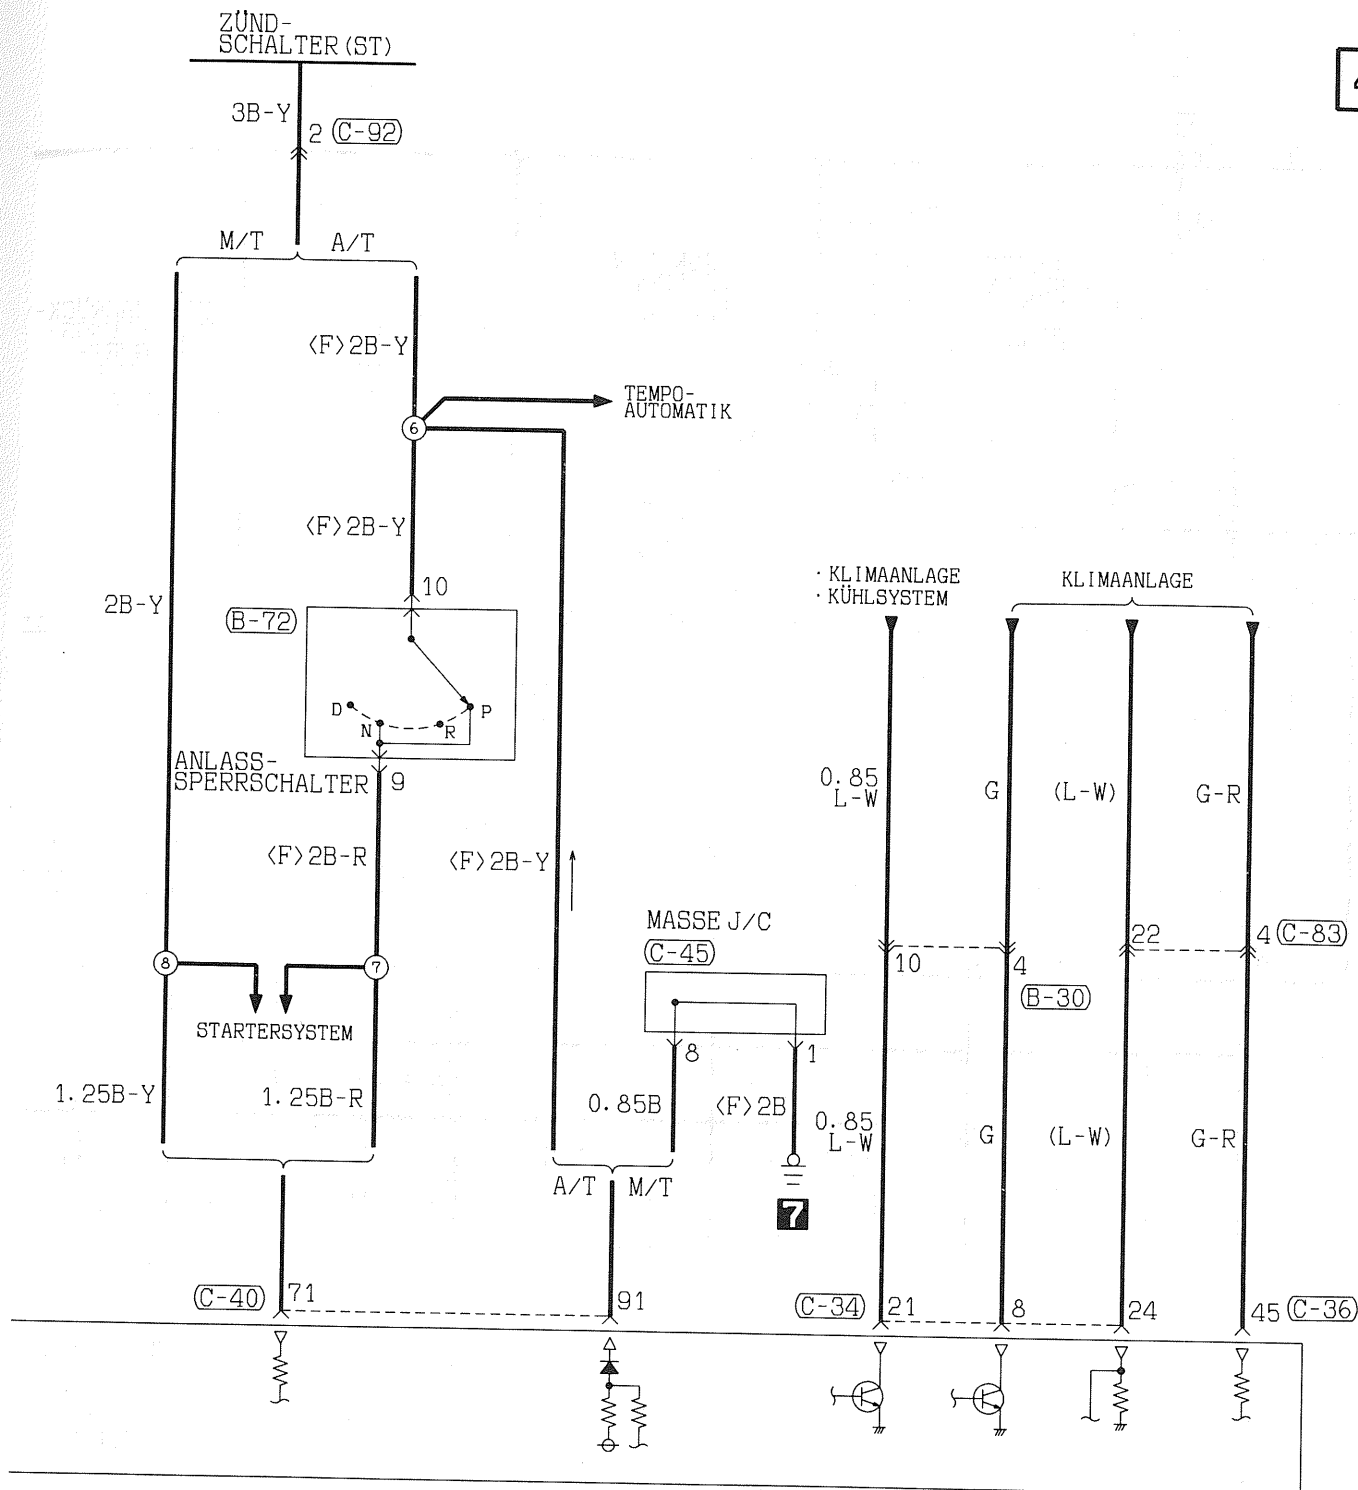 ZÜND-
SCHALTER (ST)
3B-Y
2 (C-92)
M/T A/T
<F>2B-Y
TEMPO-
AUTOMATIK
6
<F>2B-Y
10
2B-Y
B-72
D
N
R
P
ANLASS-
SPERRSCHALTER
9
<F>2B-R
<F>2B-Y
8
7
STARTERSYSTEM
1.25B-Y
1.25B-R
MASSE J/C
C-45
8
1
0.85B
<F>2B
7
A/T M/T
C-40
71
91
· KLIMAANLAGE
· KÜHLSYSTEM
KLIMAANLAGE
0.85
L-W
G
(L-W)
G-R
10
4
B-30
22
4
C-83
0.85
L-W
G
(L-W)
G-R
C-34
21
8
24
45
C-36